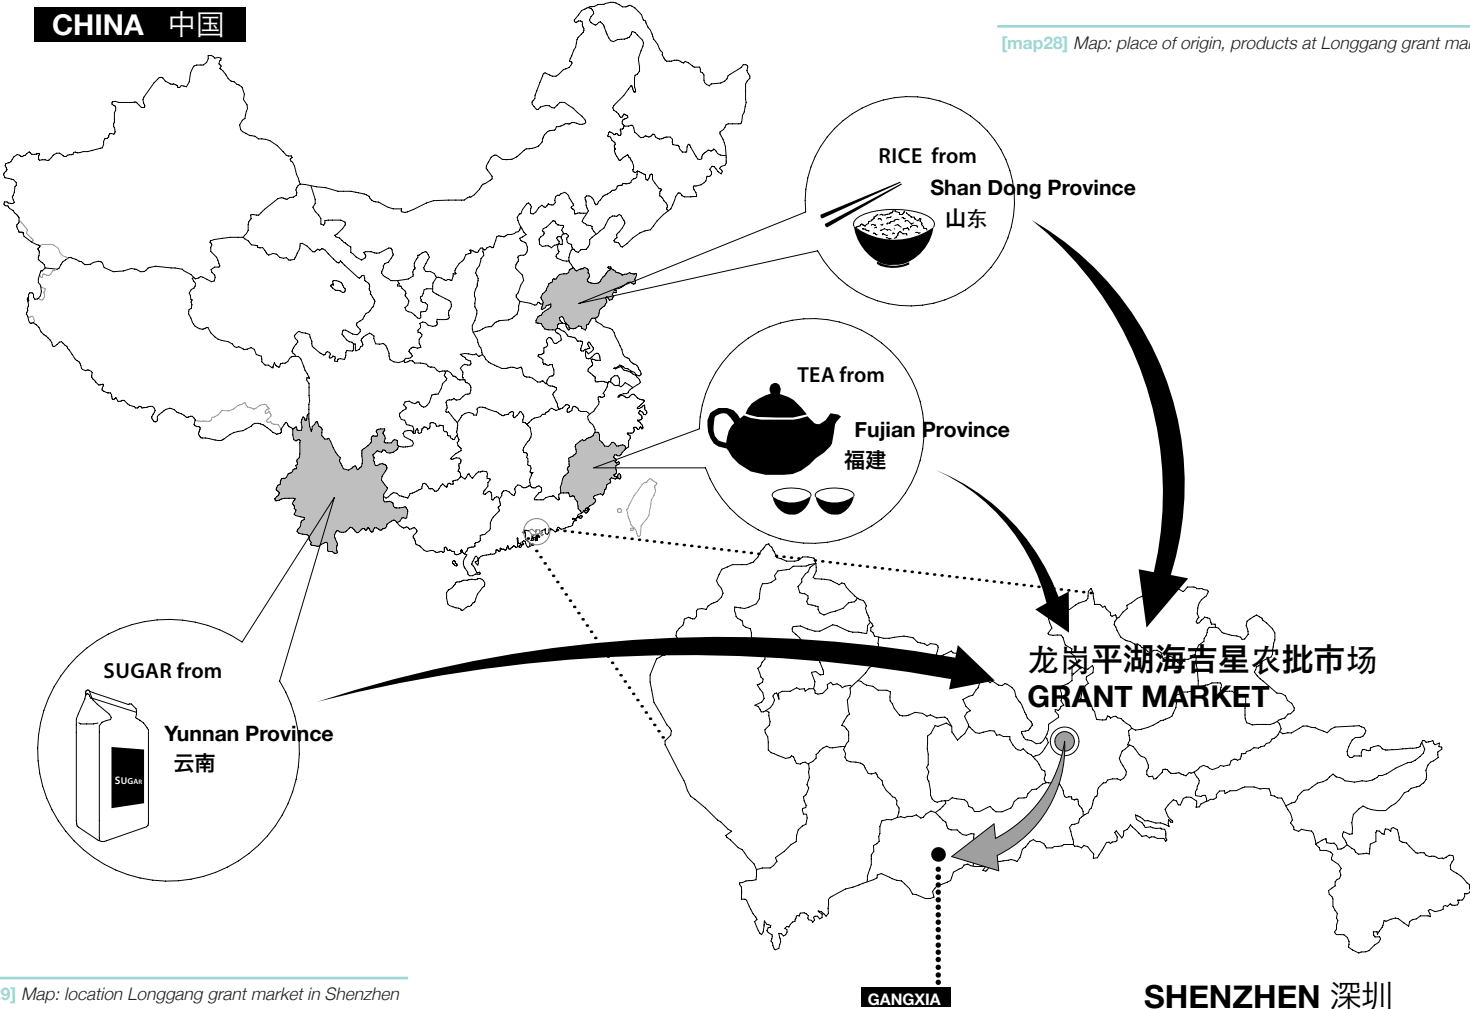 CHINA 中国
[map28] Map: place of origin, products at Longgang grant
RICE from
Shan Dong Province
山东
TEA from
Fujian Province
福建
SUGAR from
Yunnan Province
云南
SUGAR
龙岗平湖海吉星农批市场
GRANT MARKET
9] Map: location Longgang grant market in Shenzhen
GANGXIA
SHENZHEN 深圳